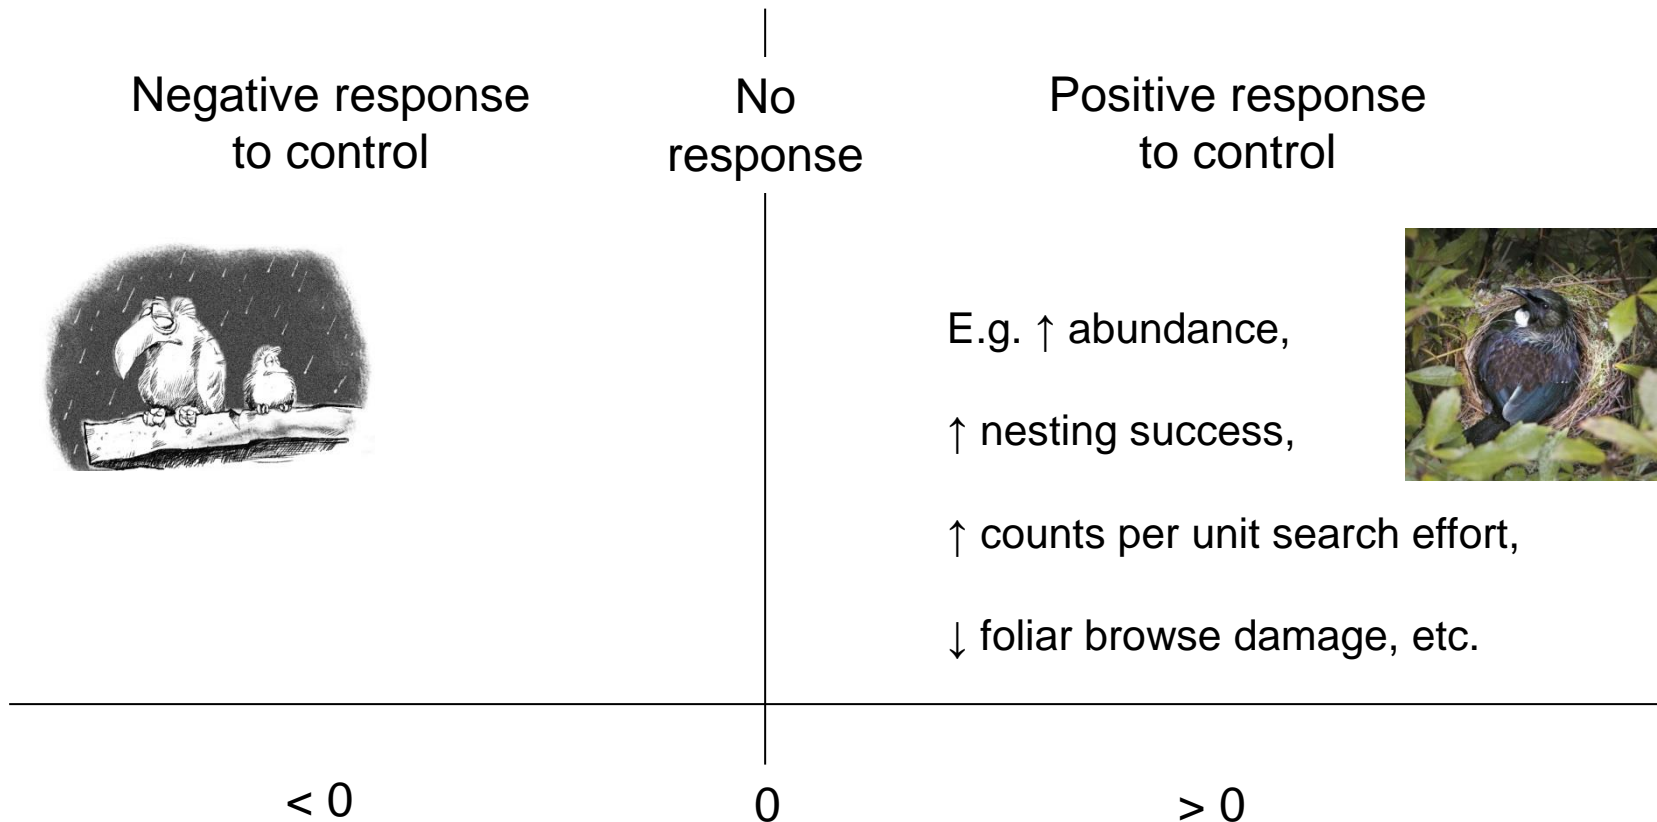 Negative response
to control
No
response
Positive response
to control
E.g. ↑ abundance,
↑ nesting success,
↑ counts per unit search effort,
↓ foliar browse damage, etc.
< 0
0
> 0